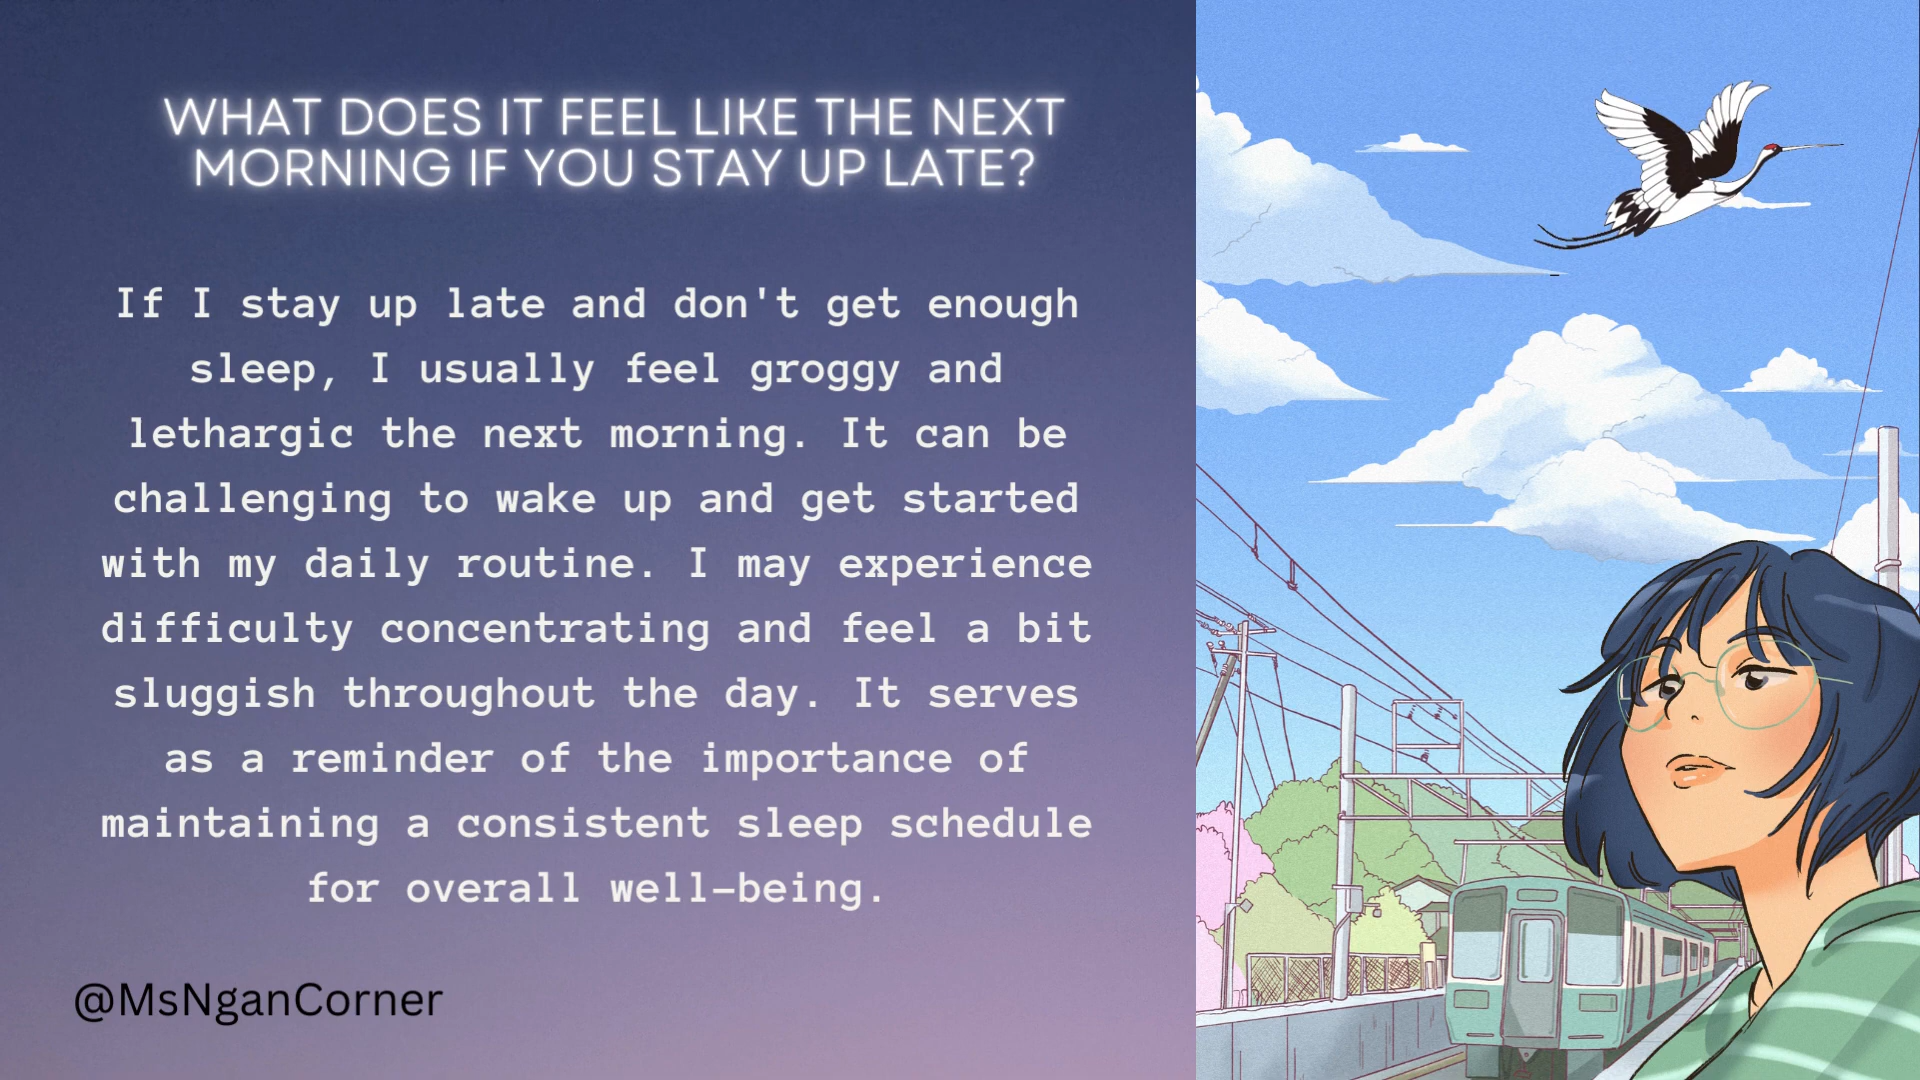 WHAT DOES IT FEEL LIKE THE NEXT
MORNING IF YOU STAY UP LATE?
If I stay up late and don't get enough
sleep, I usually feel groggy and
lethargic the next morning. It can be
challenging to wake up and get started
with my daily routine. I may experience
difficulty concentrating and feel a bit
sluggish throughout the day. It serves
as a reminder of the importance of
maintaining a consistent sleep schedule
for overall well-being.
@MsNganCorner